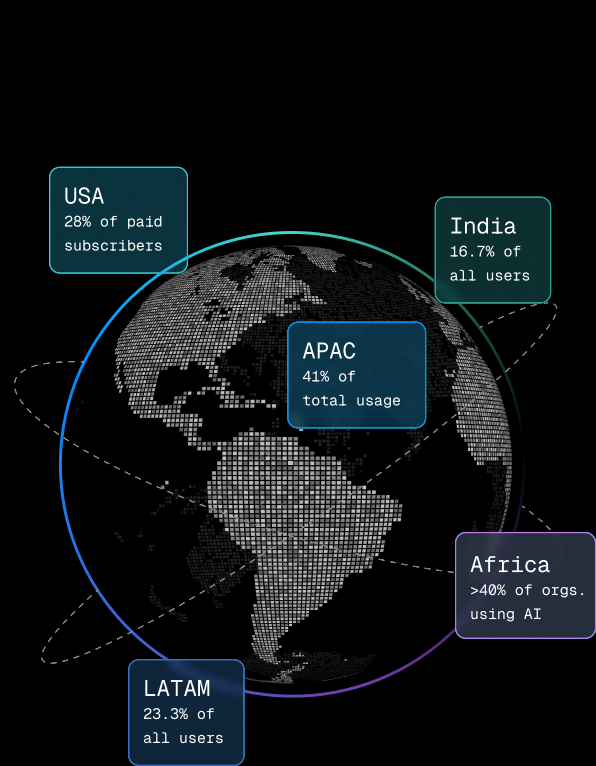 USA
28% of paid
subscribers
India
16.7% of
all users
APAC
41% of
total usage
Africa
>40% of orgs.
using AI
LATAM
23.3% of
all users